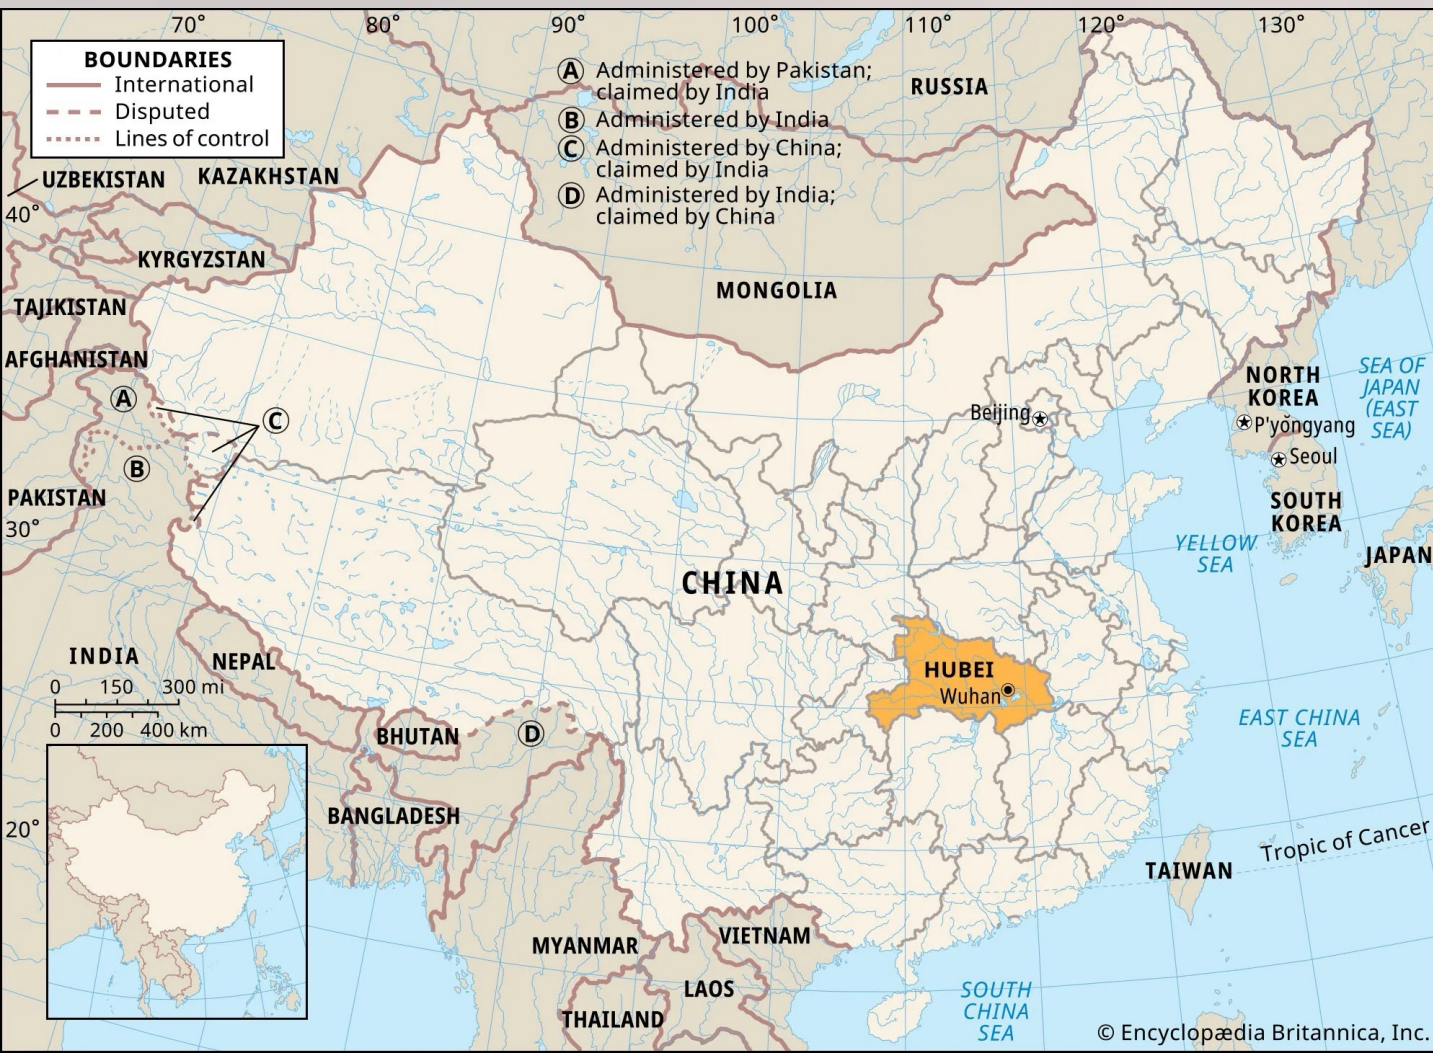 70°
80°
90°
100°
110°
120°
130°
BOUNDARIES
International
Disputed
Lines of control
Ⓐ Administered by Pakistan;
claimed by India
Ⓑ Administered by India
Ⓒ Administered by China;
claimed by India
Ⓓ Administered by India;
claimed by China
RUSSIA
UZBEKISTAN
KAZAKHSTAN
40°
KYRGYZSTAN
MONGOLIA
TAJIKISTAN
AFGHANISTAN
A
C
B
PAKISTAN
30°
Beijing
NORTH
KOREA
P'yŏngyang
Seoul
SOUTH
KOREA
SEA OF
JAPAN
(EAST
SEA)
YELLOW
SEA
JAPAN
CHINA
INDIA
NEPAL
HUBEI
Wuhan
0 150 300 mi
0 200 400 km
BHUTAN
D
EAST CHINA
SEA
BANGLADESH
20°
Tropic of Cancer
TAIWAN
MYANMAR
VIETNAM
LAOS
THAILAND
SOUTH
CHINA
SEA
© Encyclopædia Britannica, Inc.